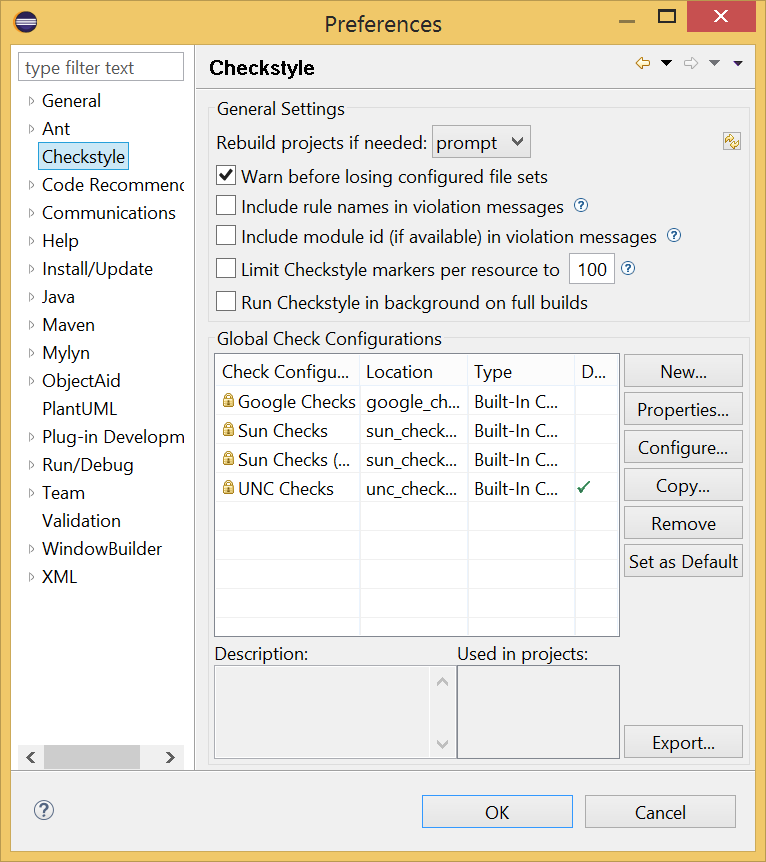 Preferences
type filter text
General
Ant
Checkstyle
Code Recommend
Communications
Help
Install/Update
Java
Maven
Mylyn
ObjectAid
PlantUML
Plug-in Developm
Run/Debug
Team
Validation
WindowBuilder
XML
Checkstyle
General Settings
Rebuild projects if needed: prompt
Warn before losing configured file sets
Include rule names in violation messages
Include module id (if available) in violation messages
Limit Checkstyle markers per resource to 100
Run Checkstyle in background on full builds
Global Check Configurations
Check Configu... Location Type D...
Google Checks google_ch... Built-In C...
Sun Checks sun_check... Built-In C...
Sun Checks (... sun_check... Built-In C...
UNC Checks unc_check... Built-In C...
New...
Properties...
Configure...
Copy...
Remove
Set as Default
Description: Used in projects:
Export...
OK Cancel